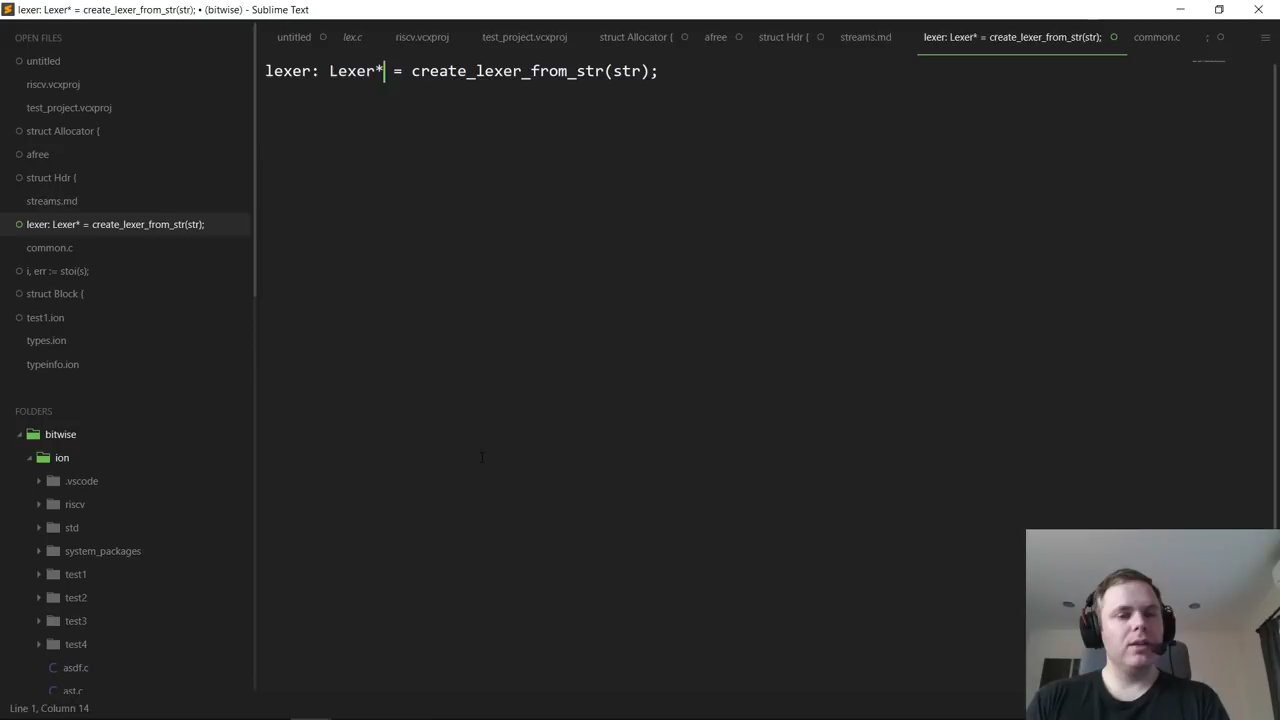 lexer: Lexer* = create_lexer_from_str(str); • (bitwise) - Sublime Text
OPEN FILES
untitled
riscv.vcxproj
test_project.vcxproj
struct Allocator {
afree
struct Hdr {
streams.md
lexer: Lexer* = create_lexer_from_str(str);
common.c
i, err := stoi(s);
struct Block {
test1.ion
types.ion
typeinfo.ion
FOLDERS
bitwise
ion
.vscode
riscv
std
system_packages
test1
test2
test3
test4
asdf.c
ast.c
untitled
lex.c
riscv.vcxproj
test_project.vcxproj
struct Allocator {
afree
struct Hdr {
streams.md
lexer: Lexer* = create_lexer_from_str(str);
common.c
;
lexer: Lexer* = create_lexer_from_str(str);
Line 1, Column 14